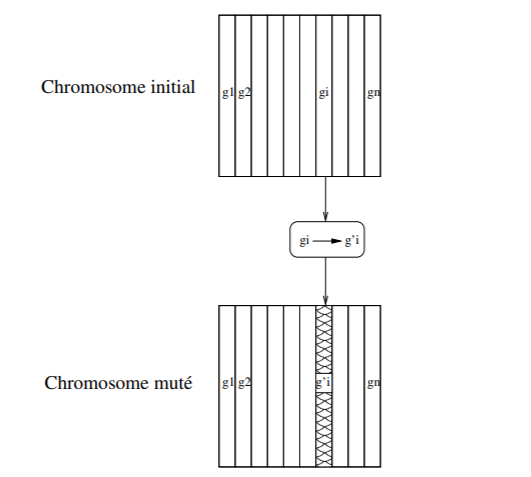 Chromosome initial
g1 g2 gi gn
gi g'i
Chromosome muté
g1 g2 g'i gn